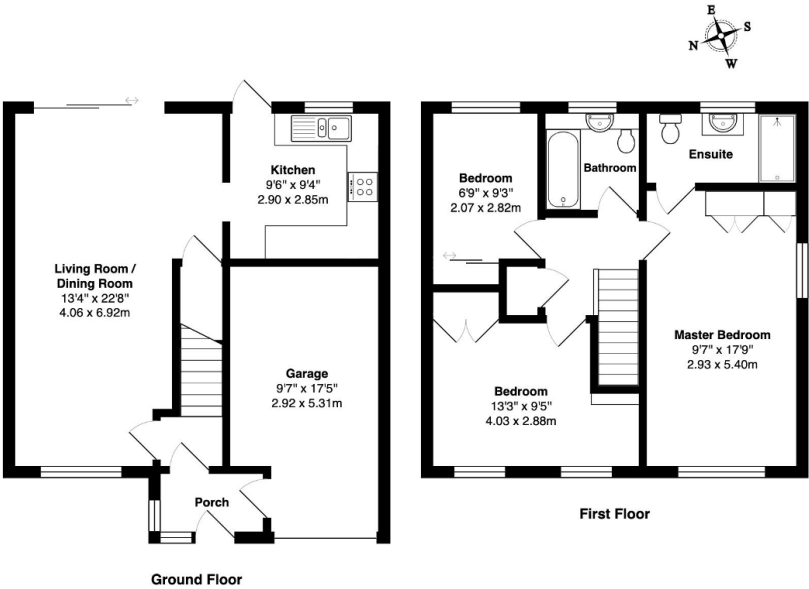 E
S
N
W
Kitchen
9'6" x 9'4"
2.90 x 2.85m
Living Room /
Dining Room
13'4" x 22'8"
4.06 x 6.92m
Garage
9'7" x 17'5"
2.92 x 5.31m
Porch
Ground Floor
Bedroom
6'9" x 9'3"
2.07 x 2.82m
Bathroom
Ensuite
Master Bedroom
9'7" x 17'9"
2.93 x 5.40m
Bedroom
13'3" x 9'5"
4.03 x 2.88m
First Floor